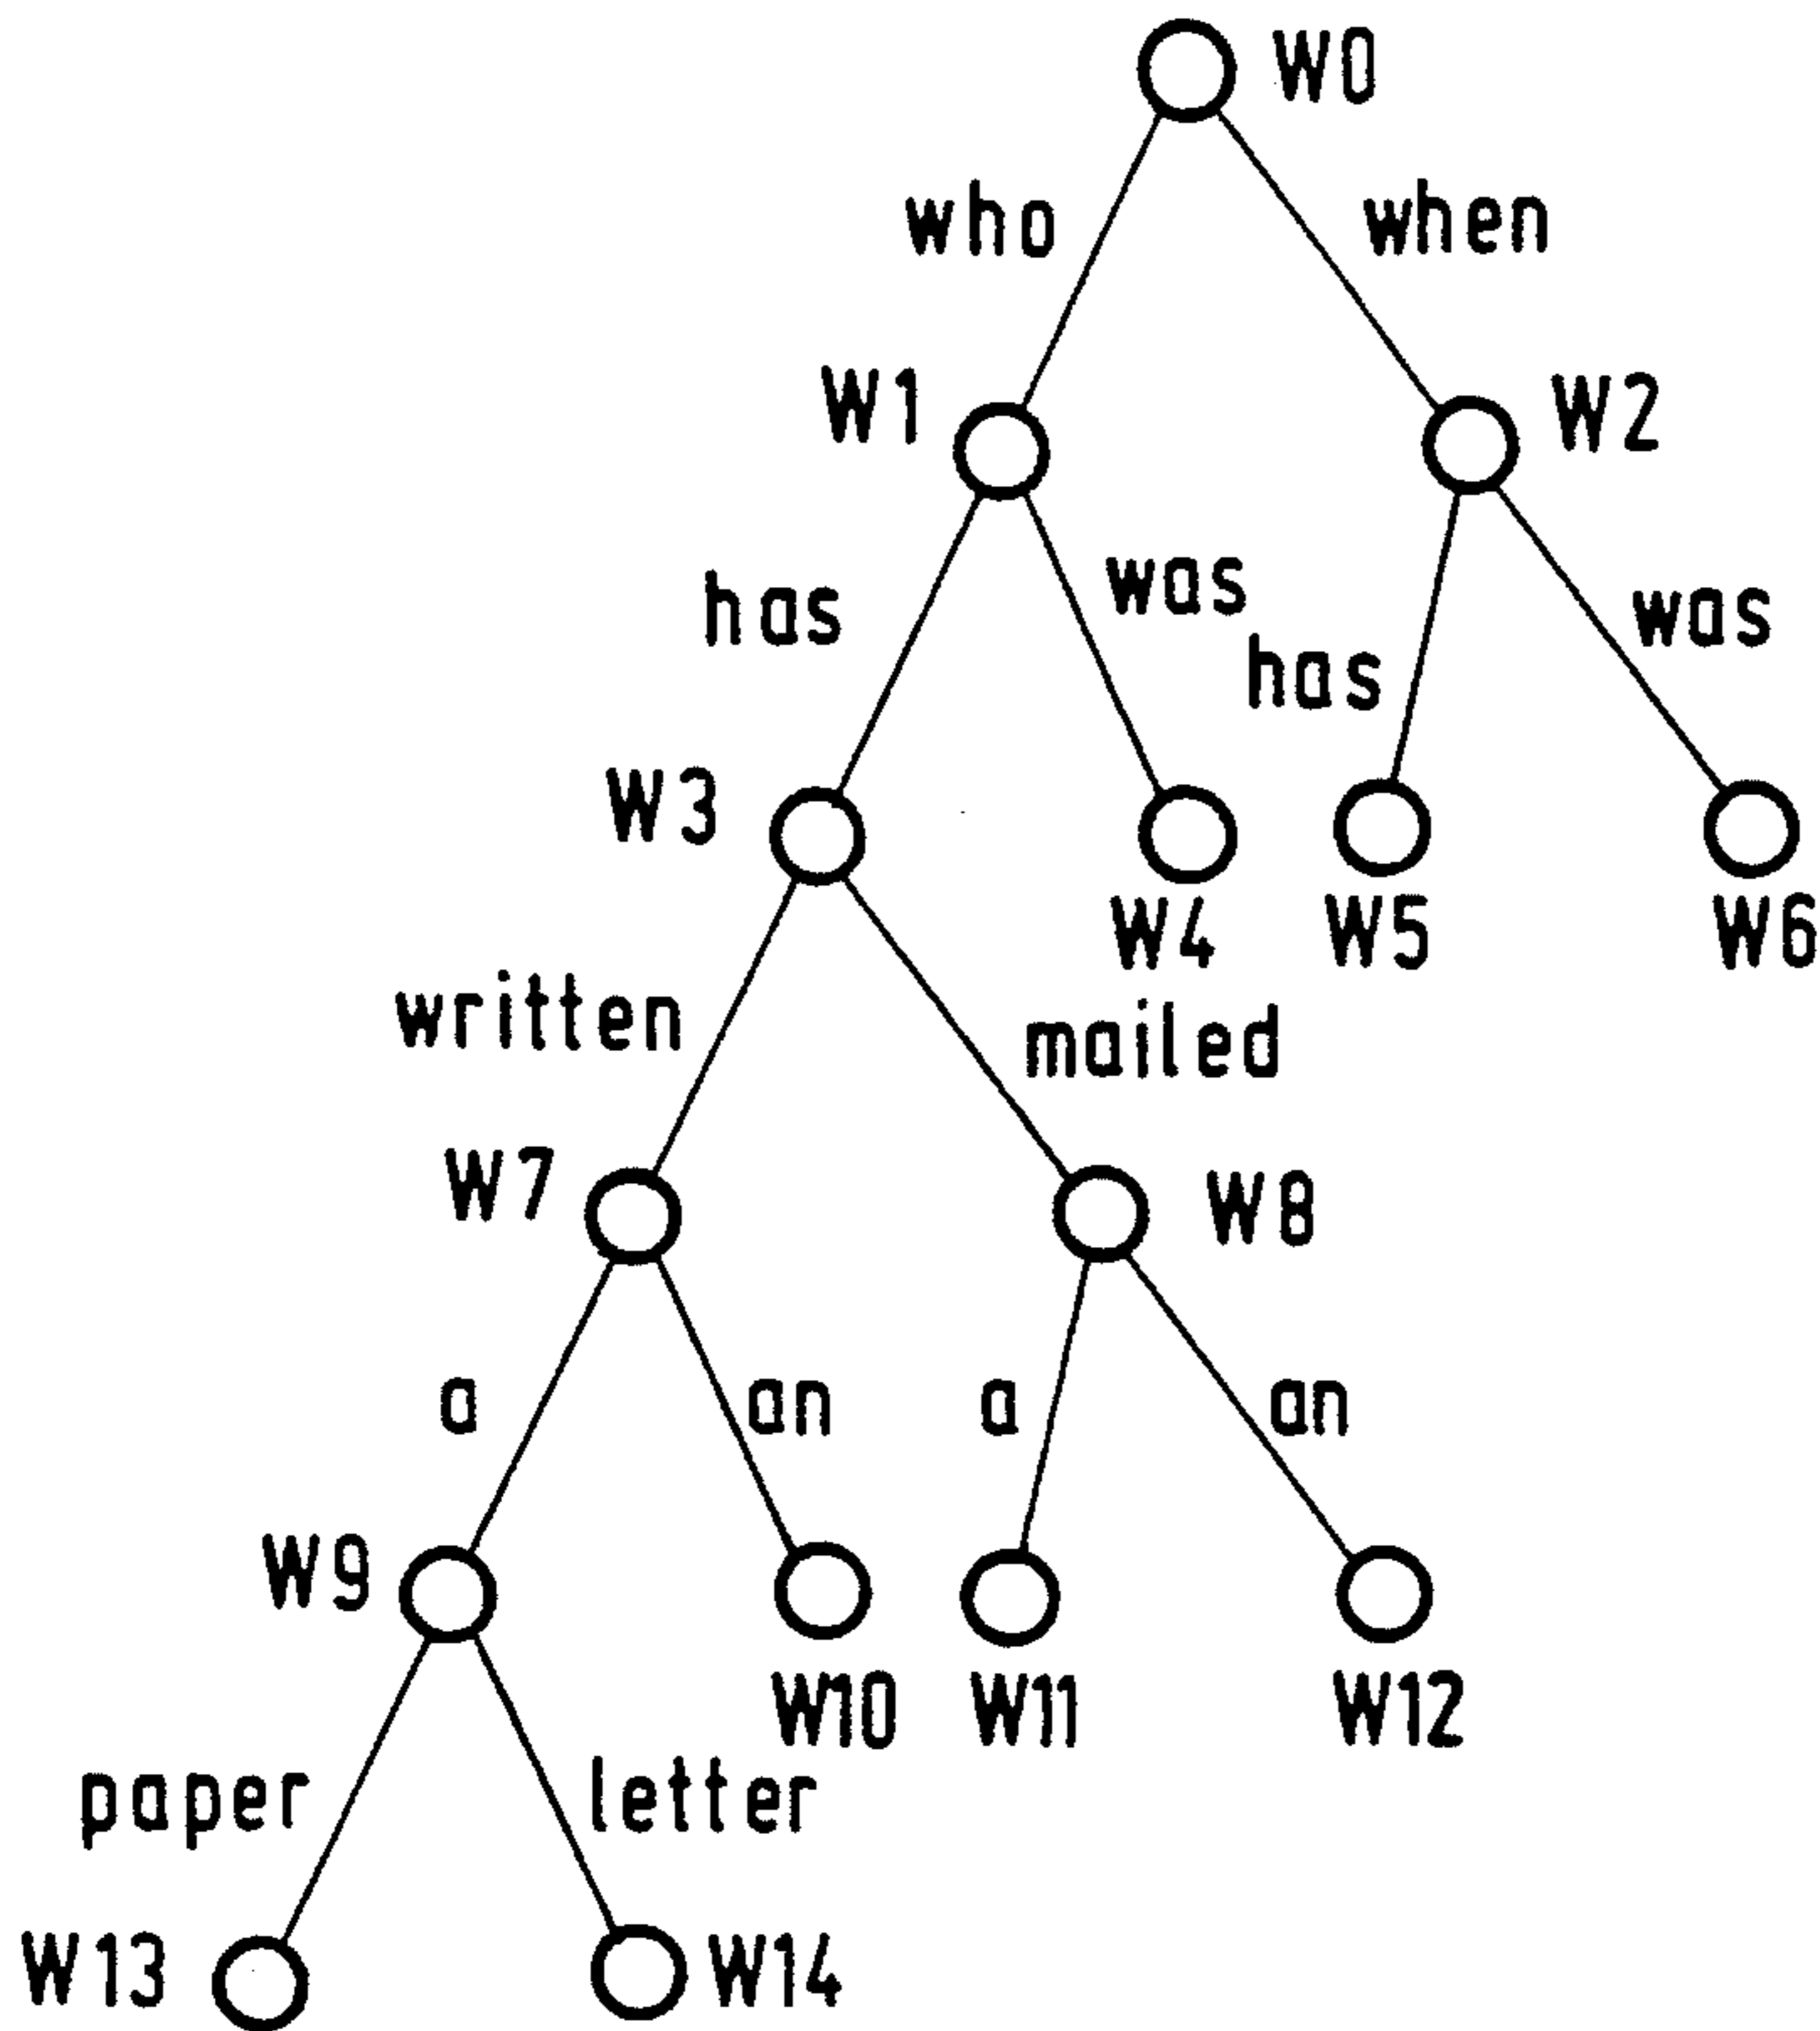 W0
who when
W1 W2
has was has was
W3
W4 W5 W6
written mailed
W7 W8
a an a an
W9
W10 W11 W12
paper letter
W13 W14